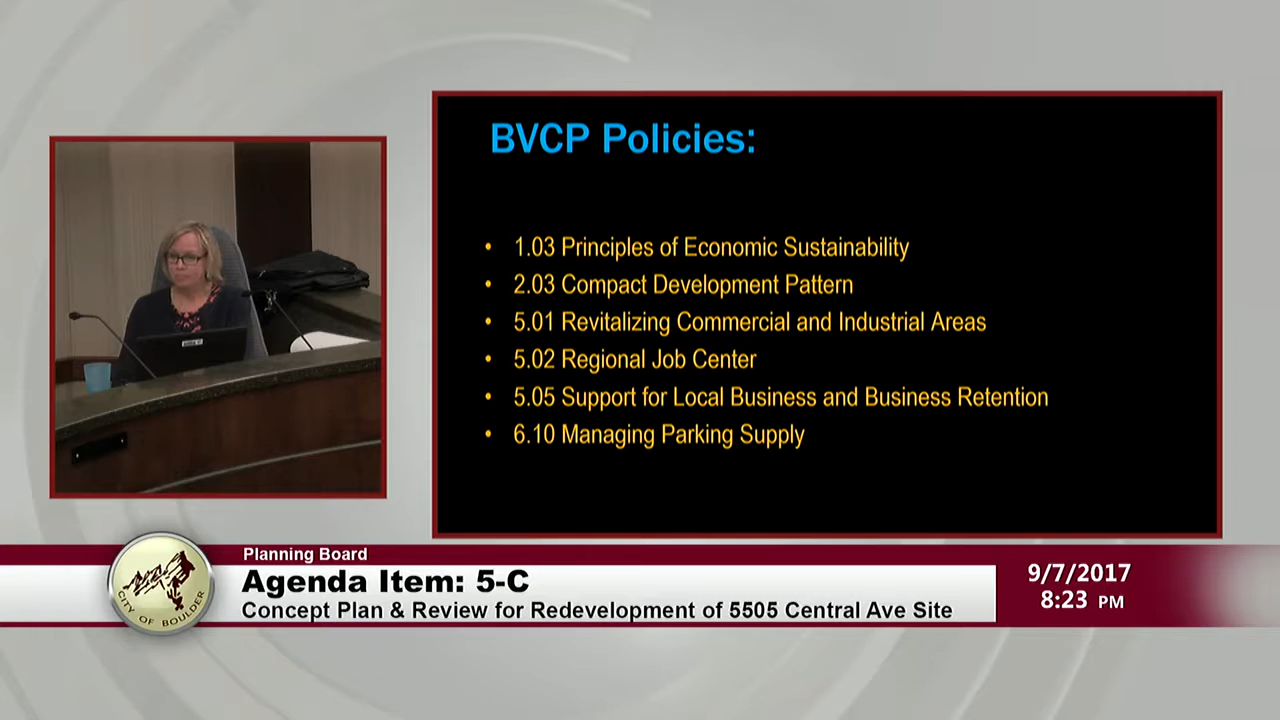 BVCP Policies:
• 1.03 Principles of Economic Sustainability
• 2.03 Compact Development Pattern
• 5.01 Revitalizing Commercial and Industrial Areas
• 5.02 Regional Job Center
• 5.05 Support for Local Business and Business Retention
• 6.10 Managing Parking Supply
Planning Board
Agenda Item: 5-C
Concept Plan & Review for Redevelopment of 5505 Central Ave Site
9/7/2017
8:23 PM
CITY OF BOULDER